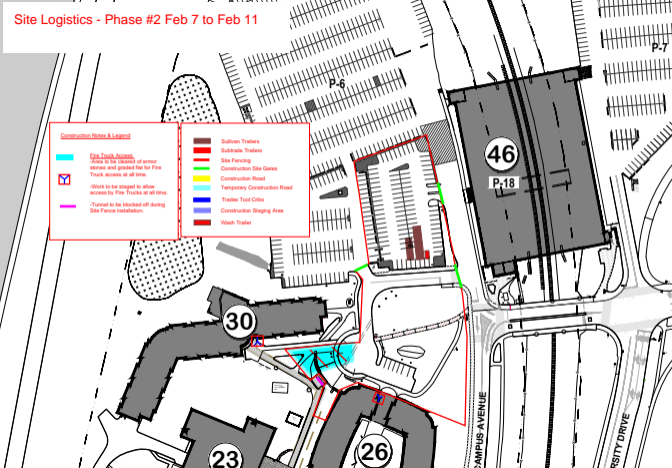 Site Logistics - Phase #2 Feb 7 to Feb 11
P-6
P-7
Construction Notes & Legend
Fire Truck Access
-Area to be cleared of armor
stones and graded flat for Fire
Truck access at all time.
-Work to be staged to allow
access by Fire Trucks at all time.
-Tunnel to be blocked off during
Site Fence installation.
Sullivan Trailers
Subtrade Trailers
Site Fencing
Construction Site Gates
Construction Road
Temporary Construction Road
Trades Tool Cribs
Construction Staging Area
Wash Trailer
46
P-18
30
23
26
CAMPUS AVENUE
SITY DRIVE